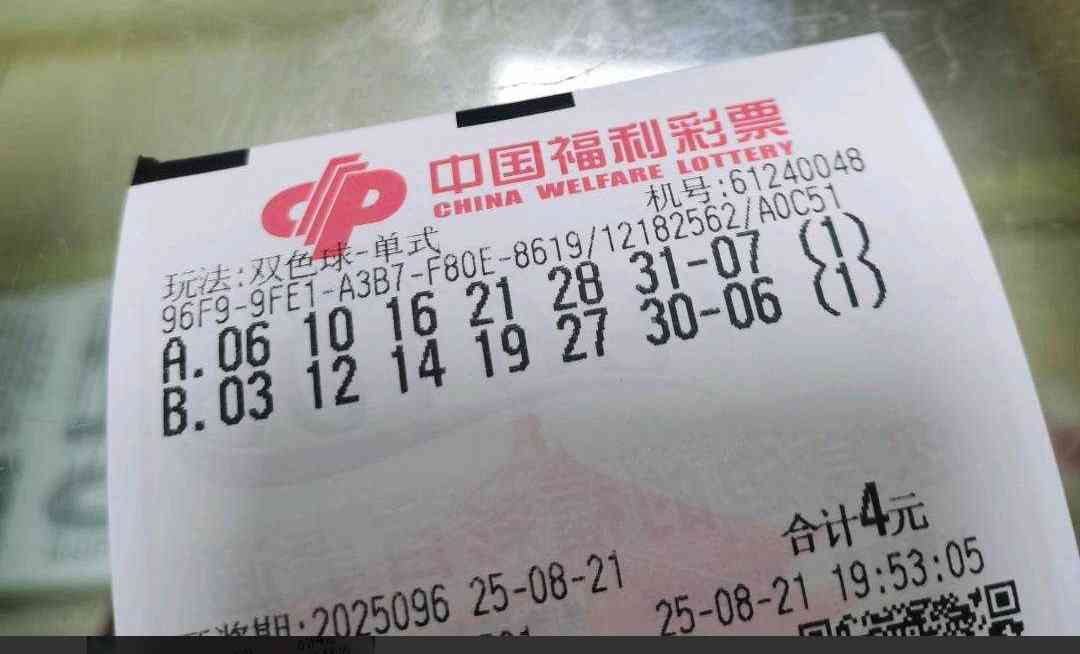 中国福利彩票
CHINA WELFARE LOTTERY
机号:61240048
玩法:双色球-单式
96F9-9FE1-A3B7-F80E-8619/12182562/A0C51
A.06 10 16 21 28 31-07 (1)
B.03 12 14 19 27 30-06 (1)
合计4元
奖期:2025096 25-08-21
25-08-21 19:53:05